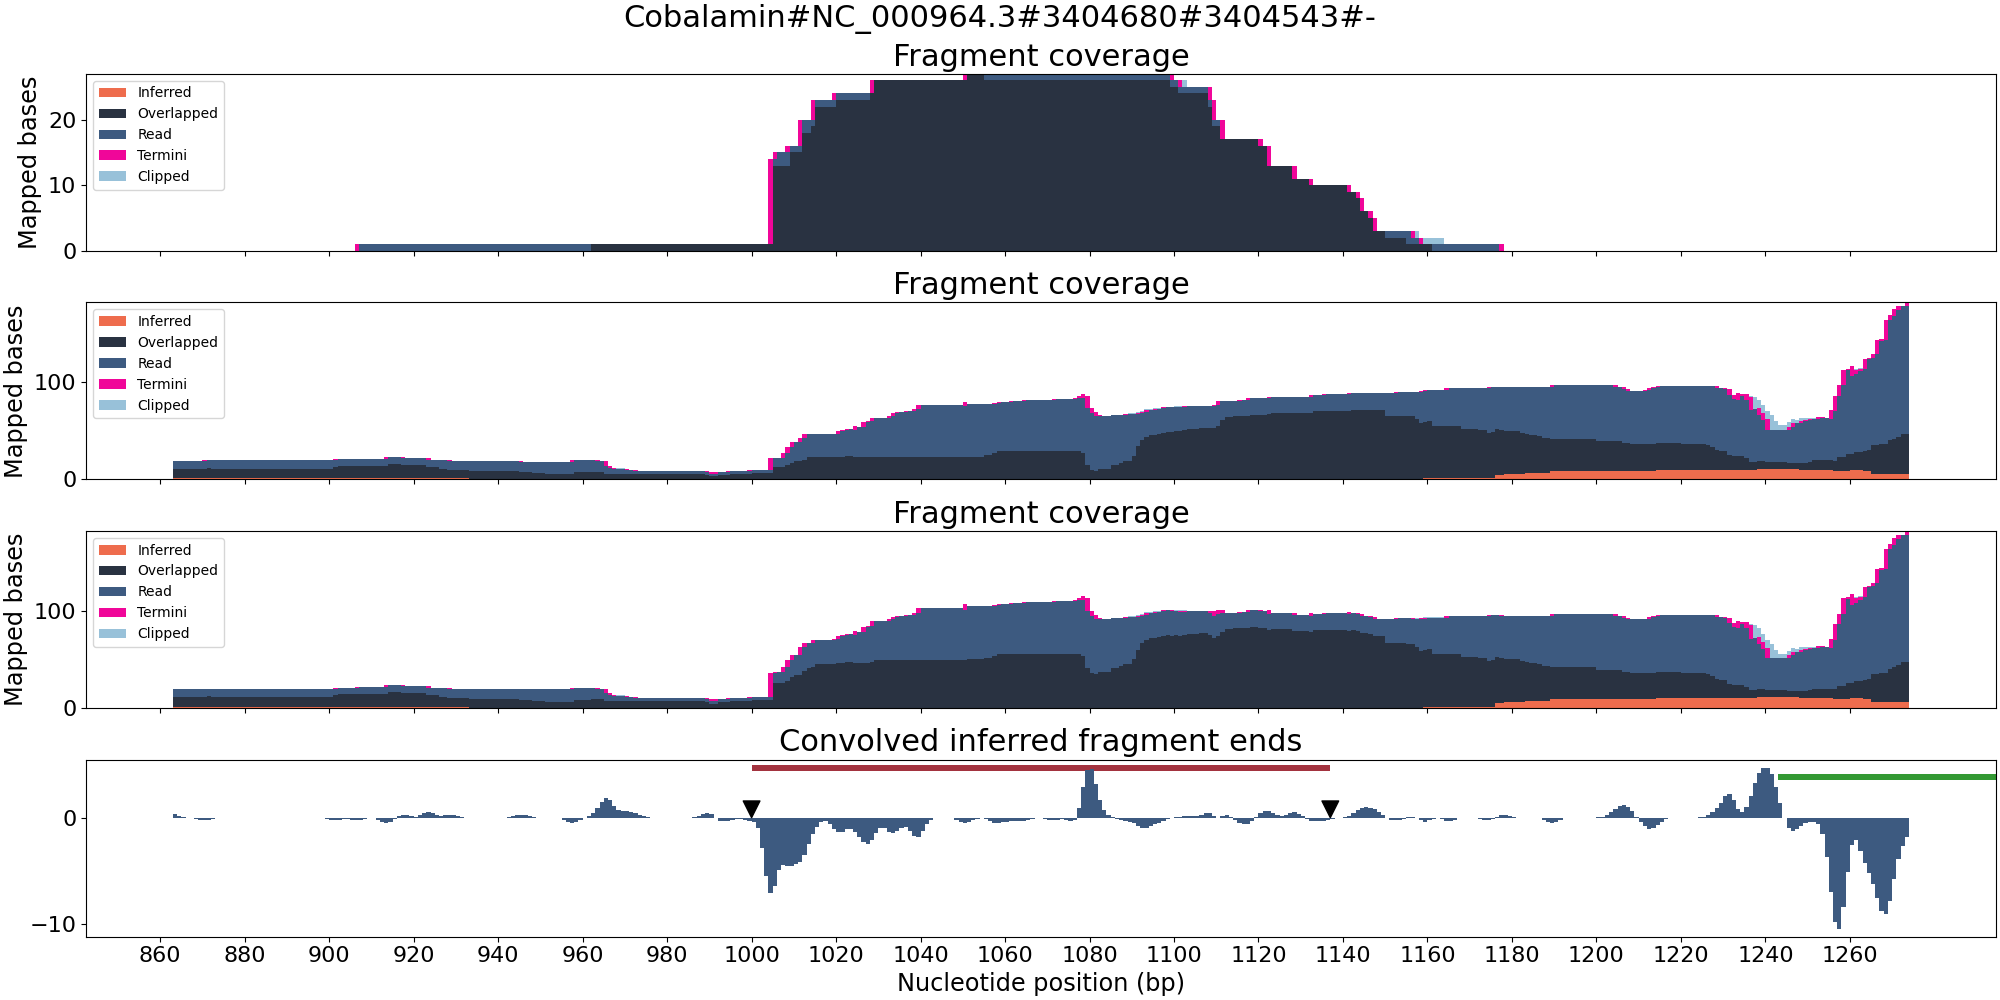 Cobalamin#NC_000964.3#3404680#3404543#-
Fragment coverage
Mapped bases
20
10
0
Inferred
Overlapped
Read
Termini
Clipped
Fragment coverage
Mapped bases
100
0
Inferred
Overlapped
Read
Termini
Clipped
Fragment coverage
Mapped bases
100
0
Inferred
Overlapped
Read
Termini
Clipped
Convolved inferred fragment ends
0
−10
860 880 900 920 940 960 980 1000 1020 1040 1060 1080 1100 1120 1140 1160 1180 1200 1220 1240 1260
Nucleotide position (bp)